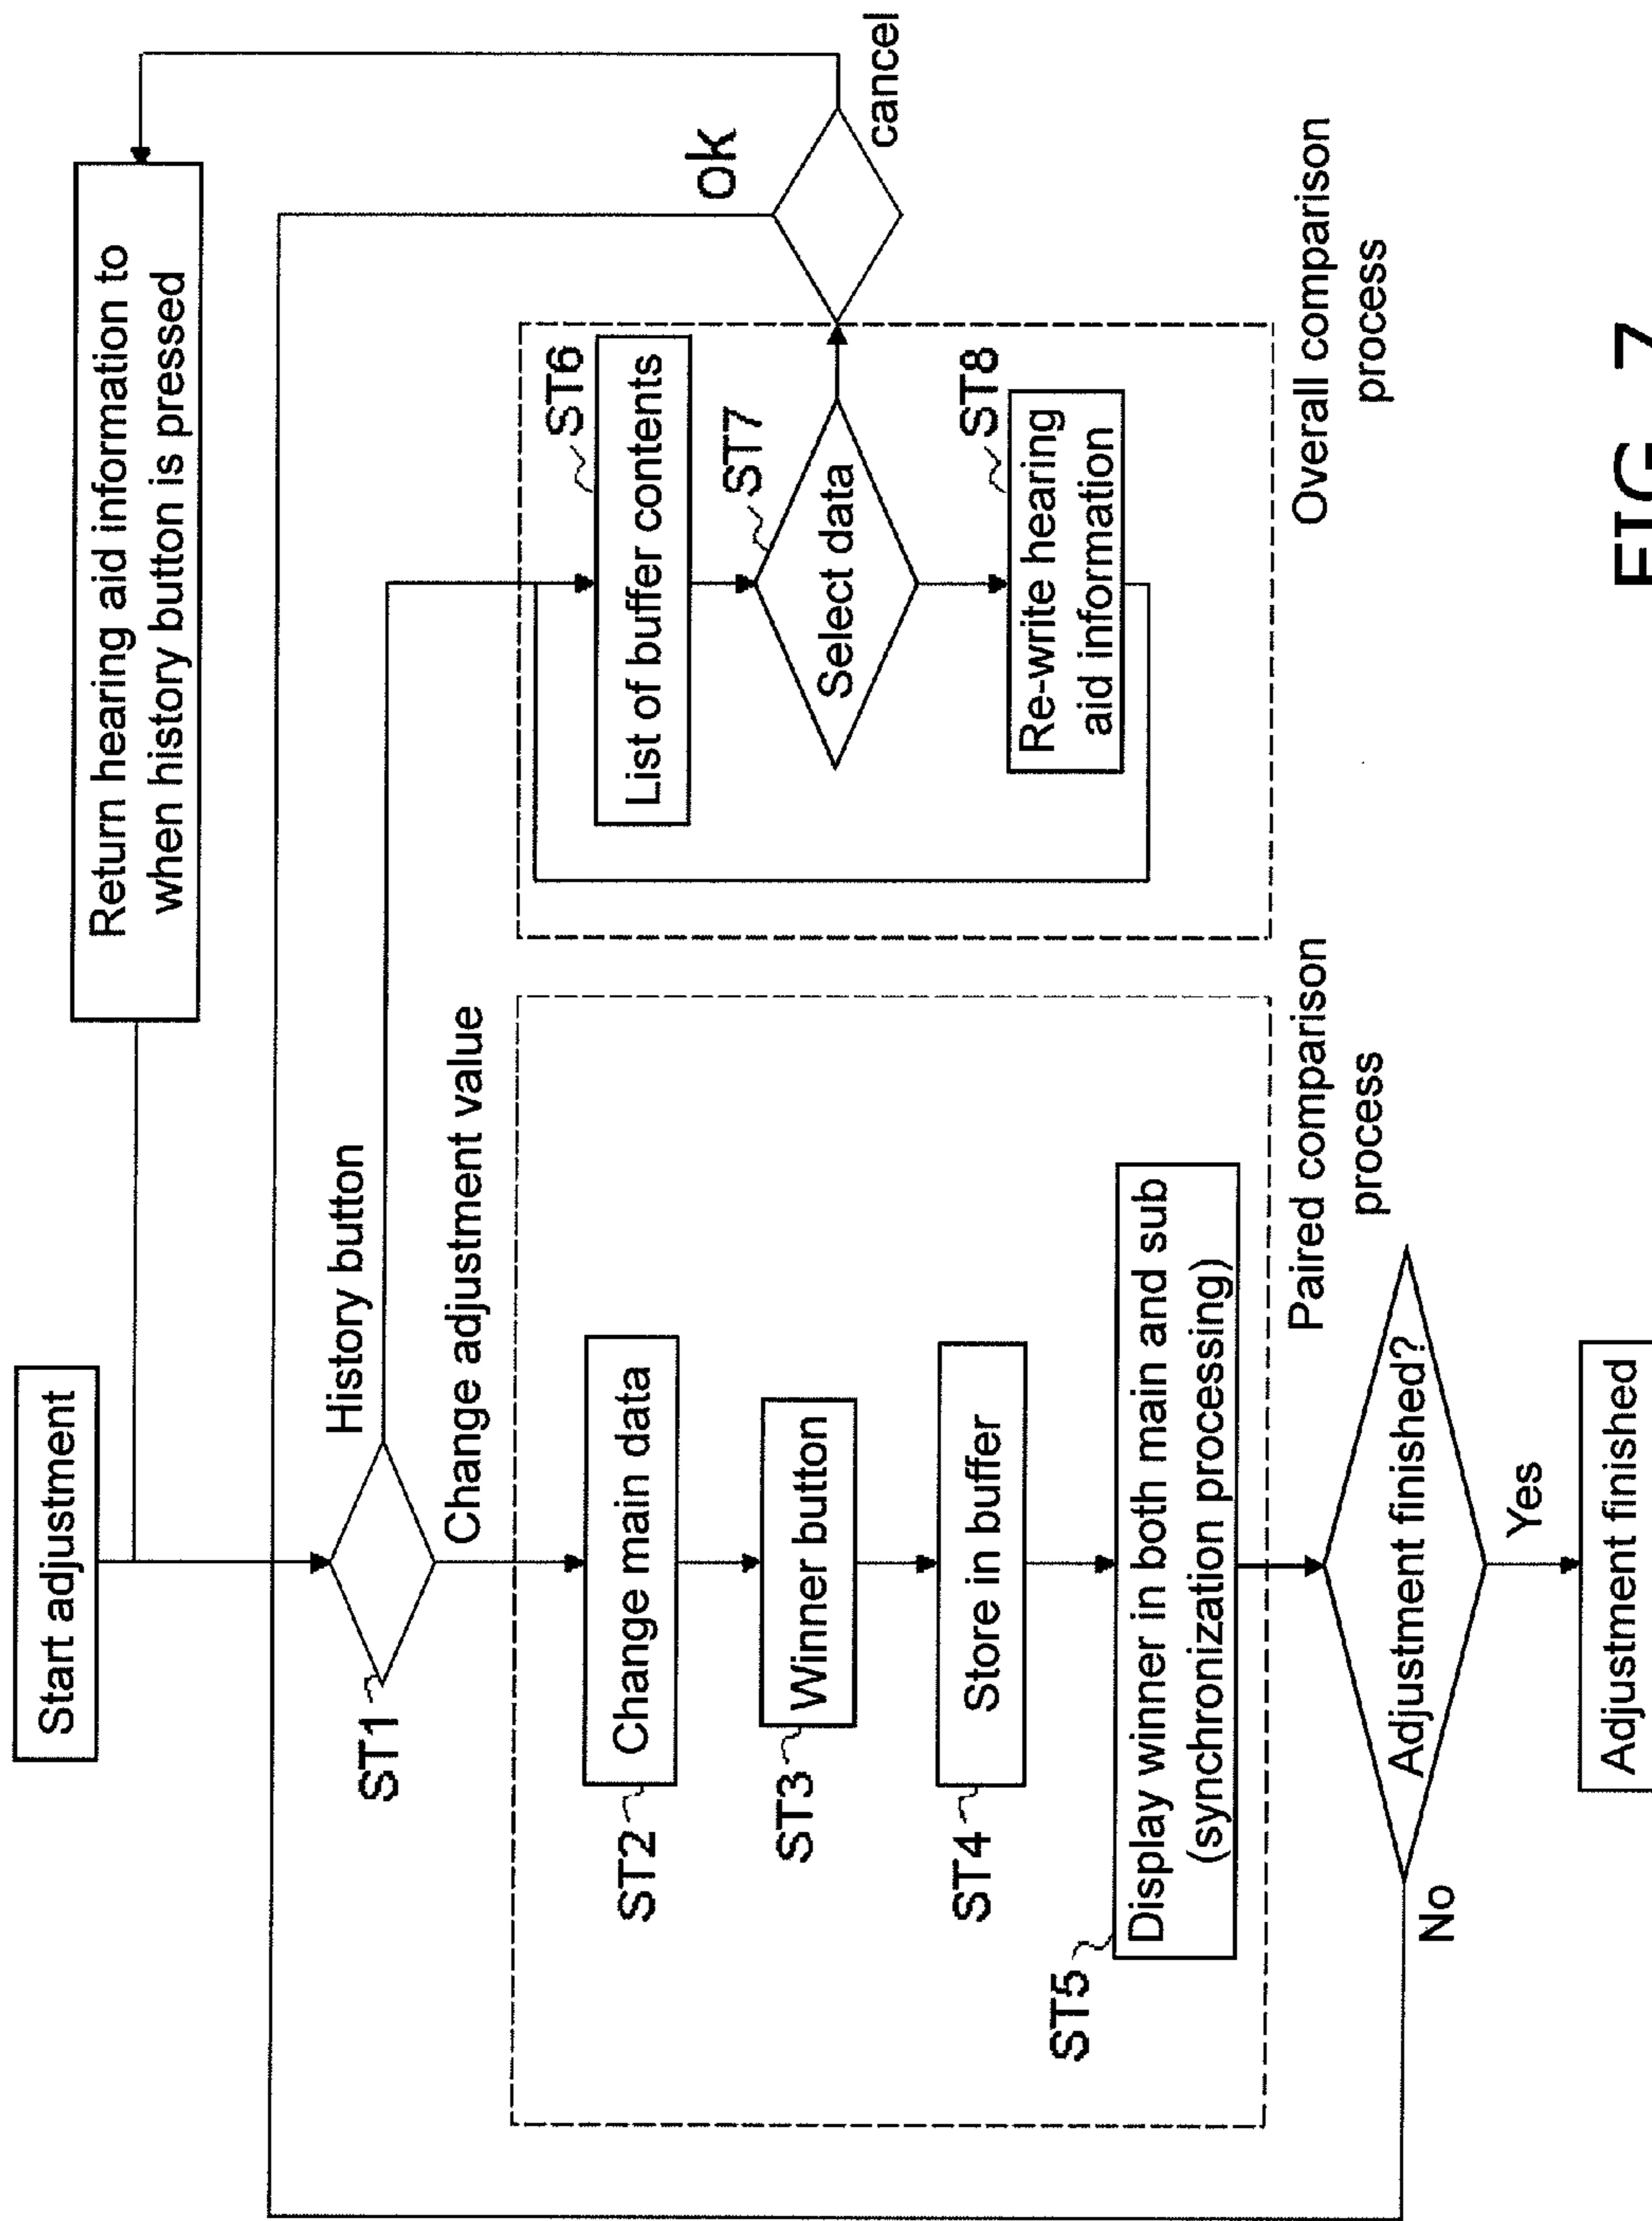 Start adjustment
Return hearing aid information to
when history button is pressed
History button
ST1
Change adjustment value
ok
cancel
ST2
Change main data
ST3
Winner button
ST4
Store in buffer
ST5
Display winner in both main and sub
(synchronization processing)
Paired comparison
process
ST6
List of buffer contents
ST7
Select data
ST8
Re-write hearing
aid information
Overall comparison
process
Adjustment finished?
No
Yes
Adjustment finished
FIG. 7